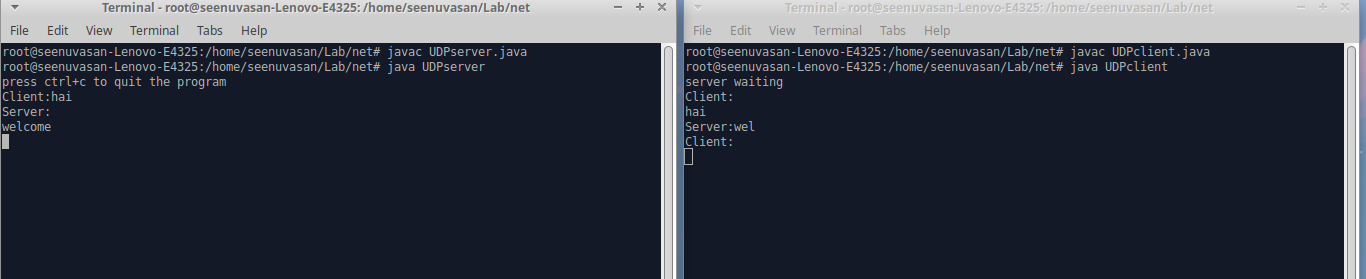 Terminal - root@seenuvasan-Lenovo-E4325: /home/seenuvasan/Lab/net
File Edit View Terminal Tabs Help
root@seenuvasan-Lenovo-E4325:/home/seenuvasan/Lab/net# javac UDPserver.java
root@seenuvasan-Lenovo-E4325:/home/seenuvasan/Lab/net# java UDPserver
press ctrl+c to quit the program
Client:hai
Server:
welcome
Terminal - root@seenuvasan-Lenovo-E4325: /home/seenuvasan/Lab/net
File Edit View Terminal Tabs Help
root@seenuvasan-Lenovo-E4325:/home/seenuvasan/Lab/net# javac UDPclient.java
root@seenuvasan-Lenovo-E4325:/home/seenuvasan/Lab/net# java UDPclient
server waiting
Client:
hai
Server:wel
Client: